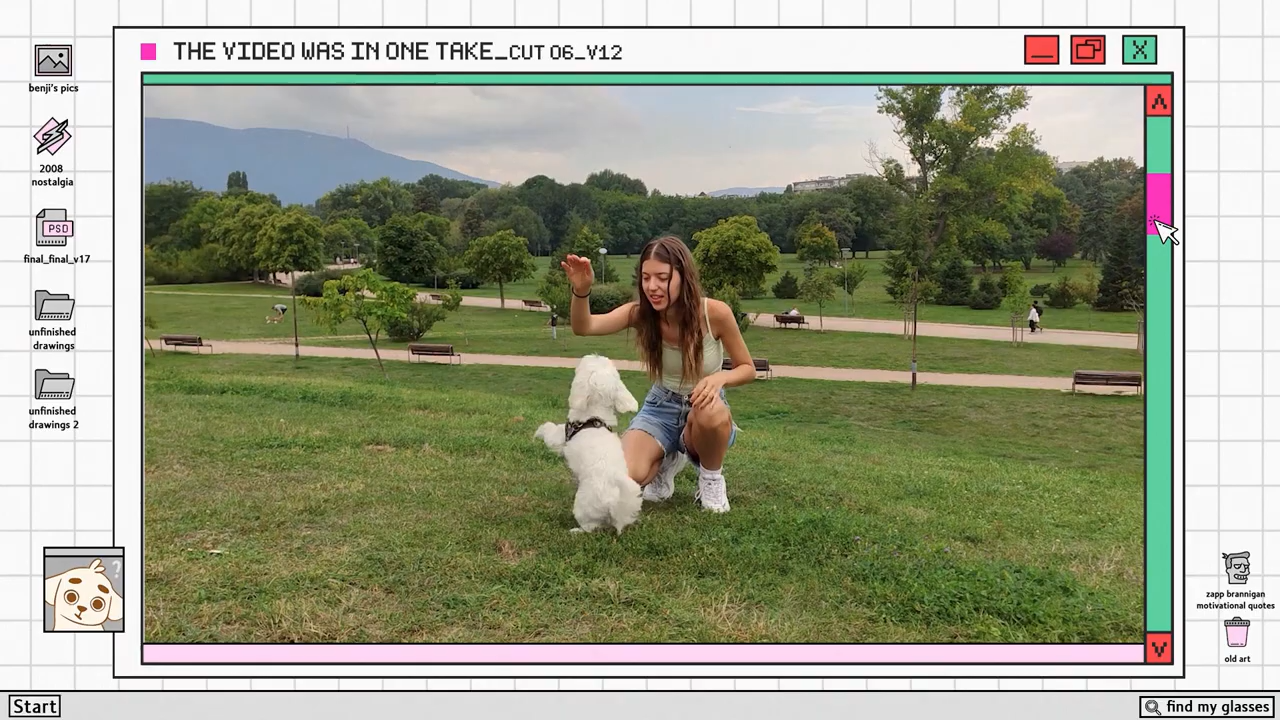 THE VIDEO WAS IN ONE TAKE_CUT 06_V12
X
benji's pics
2008
nostalgia
PSD
final_final_v17
unfinished
drawings
unfinished
drawings 2
?
zapp brannigan
motivational quotes
old art
Start
find my glasses